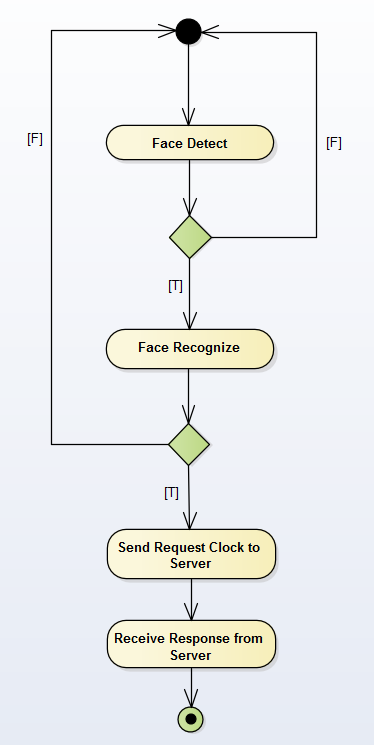 [F]
Face Detect
[F]
[T]
Face Recognize
[T]
Send Request Clock to
Server
Receive Response from
Server